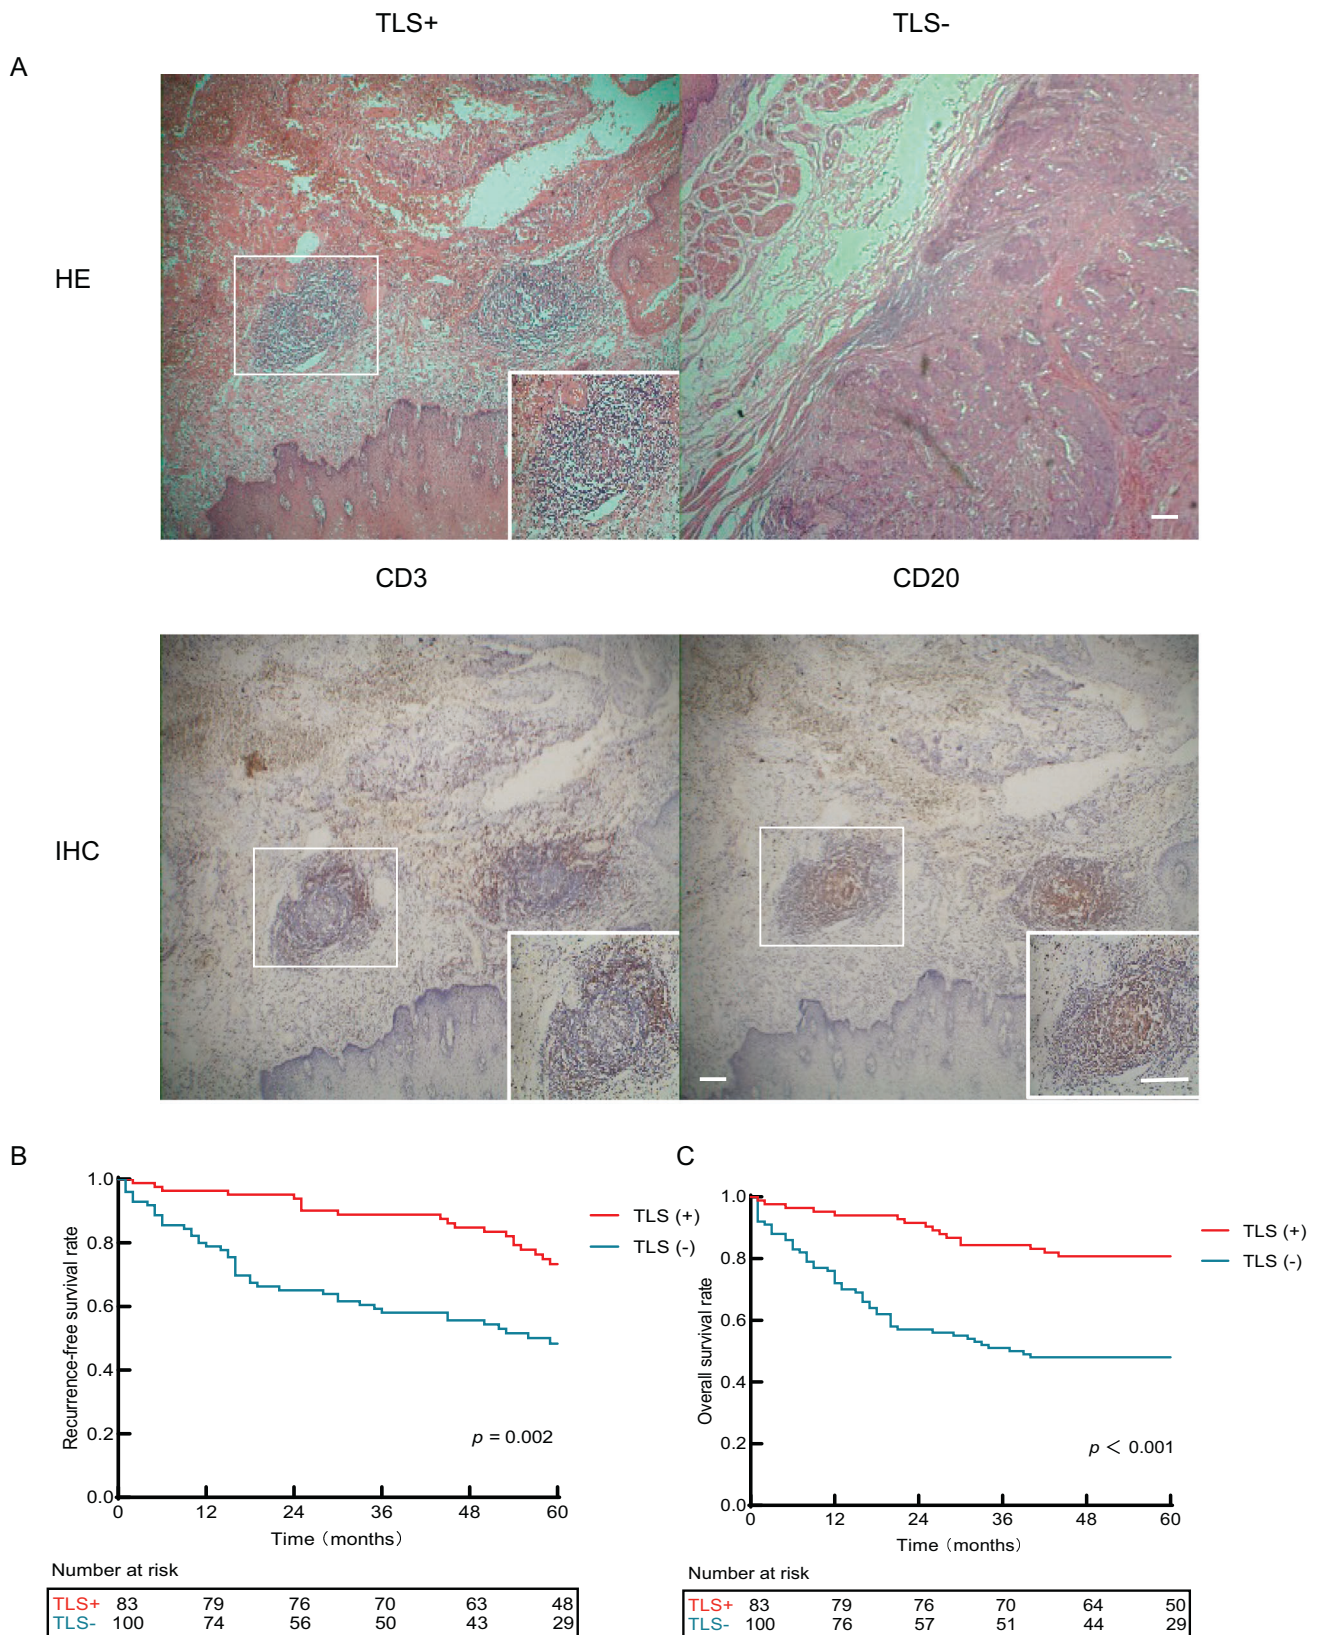 TLS+ TLS-
A
HE
CD3 CD20
IHC
B
1.0
0.8
0.6
0.4
0.2
0.0
Recurrence-free survival rate
TLS (+)
TLS (-)
p = 0.002
0 12 24 36 48 60
Time (months)
Number at risk
TLS+ 83 79 76 70 63 48
TLS- 100 74 56 50 43 29
C
1.0
0.8
0.6
0.4
0.2
0.0
Overall survival rate
TLS (+)
TLS (-)
p < 0.001
0 12 24 36 48 60
Time (months)
Number at risk
TLS+ 83 79 76 70 64 50
TLS- 100 76 57 51 44 29